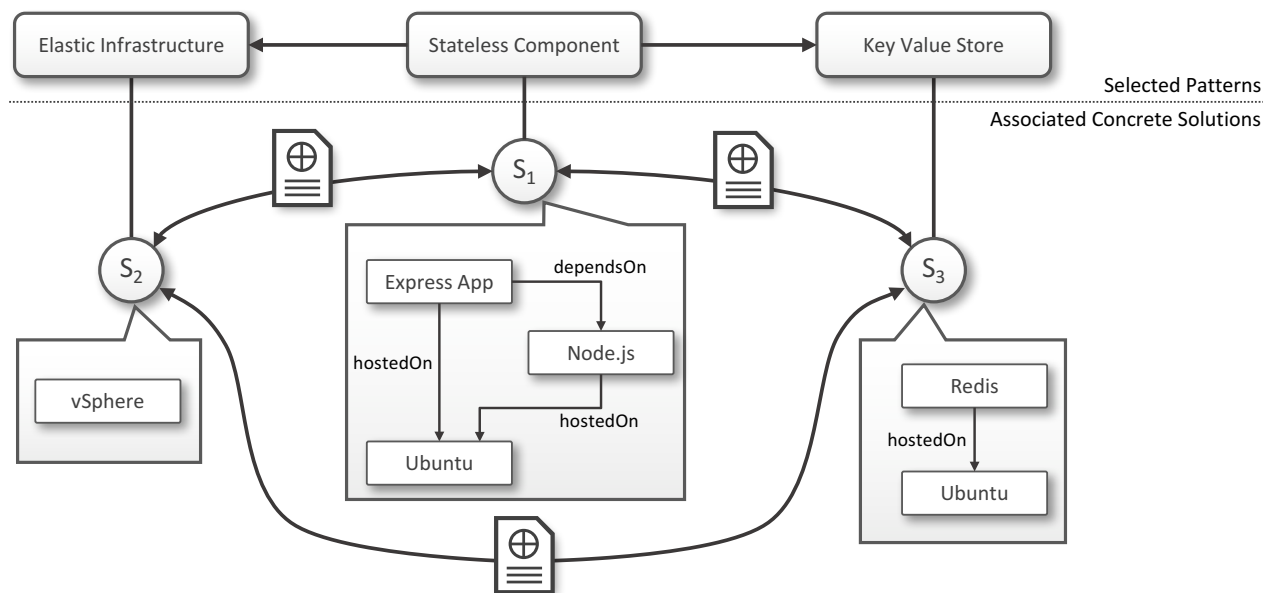 Elastic Infrastructure
Stateless Component
Key Value Store
Selected Patterns
Associated Concrete Solutions
S1
S2
S3
Express App
dependsOn
Node.js
hostedOn
hostedOn
Ubuntu
vSphere
Redis
hostedOn
Ubuntu